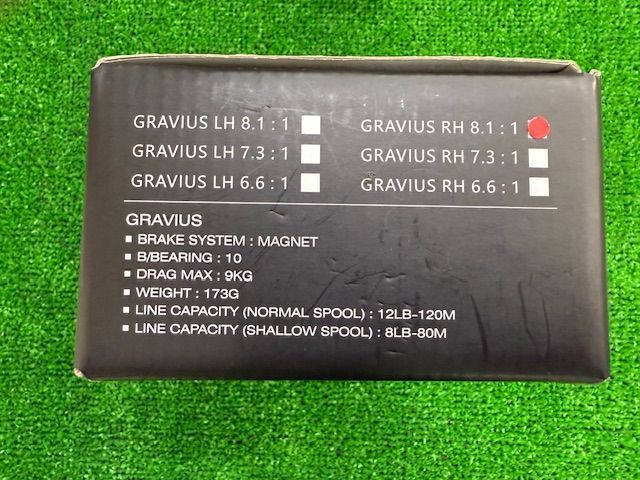 GRAVIUS LH 8.1 : 1
GRAVIUS RH 8.1 : 1
GRAVIUS LH 7.3 : 1
GRAVIUS RH 7.3 : 1
GRAVIUS LH 6.6 : 1
GRAVIUS RH 6.6 : 1
GRAVIUS
BRAKE SYSTEM : MAGNET
B/BEARING : 10
DRAG MAX : 9KG
WEIGHT : 173G
LINE CAPACITY (NORMAL SPOOL) : 12LB-120M
LINE CAPACITY (SHALLOW SPOOL) : 8LB-80M